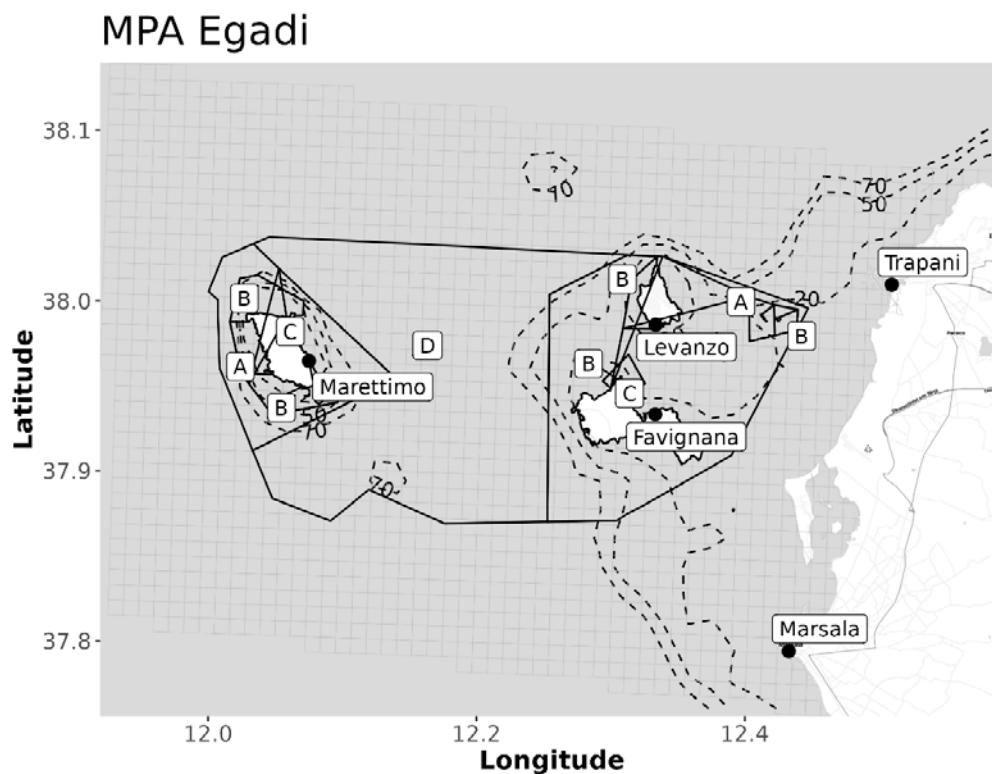 MPA Egadi
38.1
70
70
50
Trapani
B
38.0
B
A
20
B
C
D
Levanzo
B
A
B
Marettimo
C
B
70
Favignana
37.9
70
Marsala
37.8
12.0
12.2
12.4
Latitude
Longitude